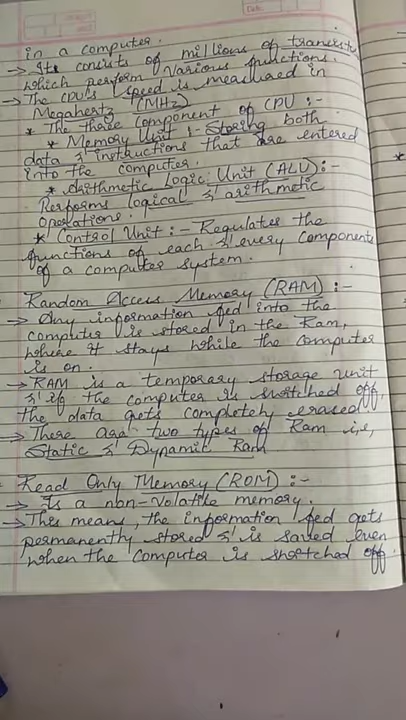 in a computer.
→ Its consists of millions of transistor
which perform various functions.
→ The CPU's speed is measured in
Megahertz (MHz)
* The three component of CPU :-
* Memory Unit :- Storing both
data & instructions that are entered
into the computer.
* Arithmetic Logic Unit (ALU) :-
Performs logical & arithmetic
operations.
* Control Unit :- Regulates the
functions of each & every components
of a computer system.
Random Access Memory (RAM) :-
→ Any information fed into the
computer is stored in the Ram,
where it stays while the computer
is on.
→ RAM is a temporary storage unit
& if the computer is switched off,
the data gets completely erased
→ There are two types of Ram i,e,
Static & Dynamic Ram
Read Only Memory (ROM) :-
→ Is a non-volatile memory.
→ This means, the information fed gets
permanently stored & is saved even
when the computer is switched off